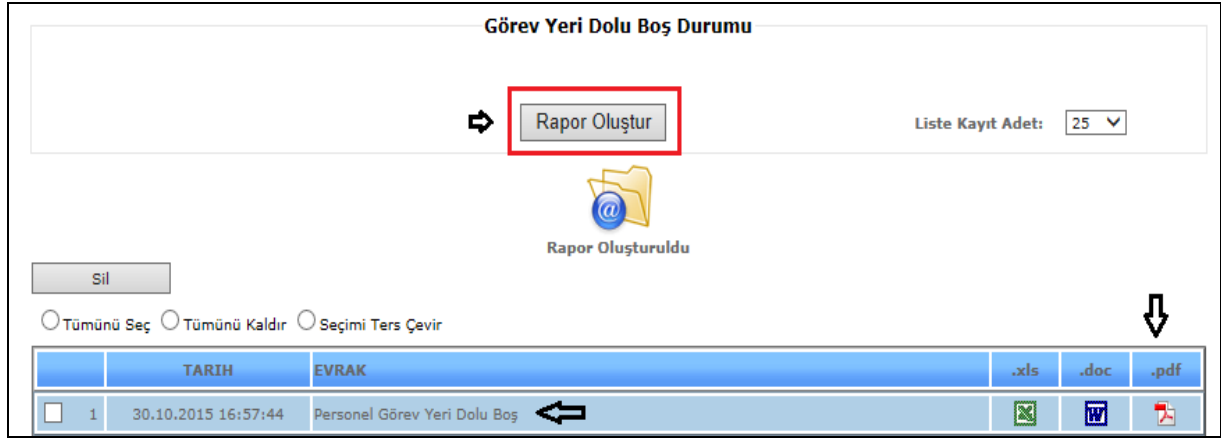 Görev Yeri Dolu Boş Durumu
Rapor Oluştur Liste Kayıt Adet: 25
@
Rapor Oluşturuldu
Sil
Tümünü Seç Tümünü Kaldır Seçimi Ters Çevir
TARIH EVRAK .xls .doc .pdf
1 30.10.2015 16:57:44 Personel Görev Yeri Dolu Boş